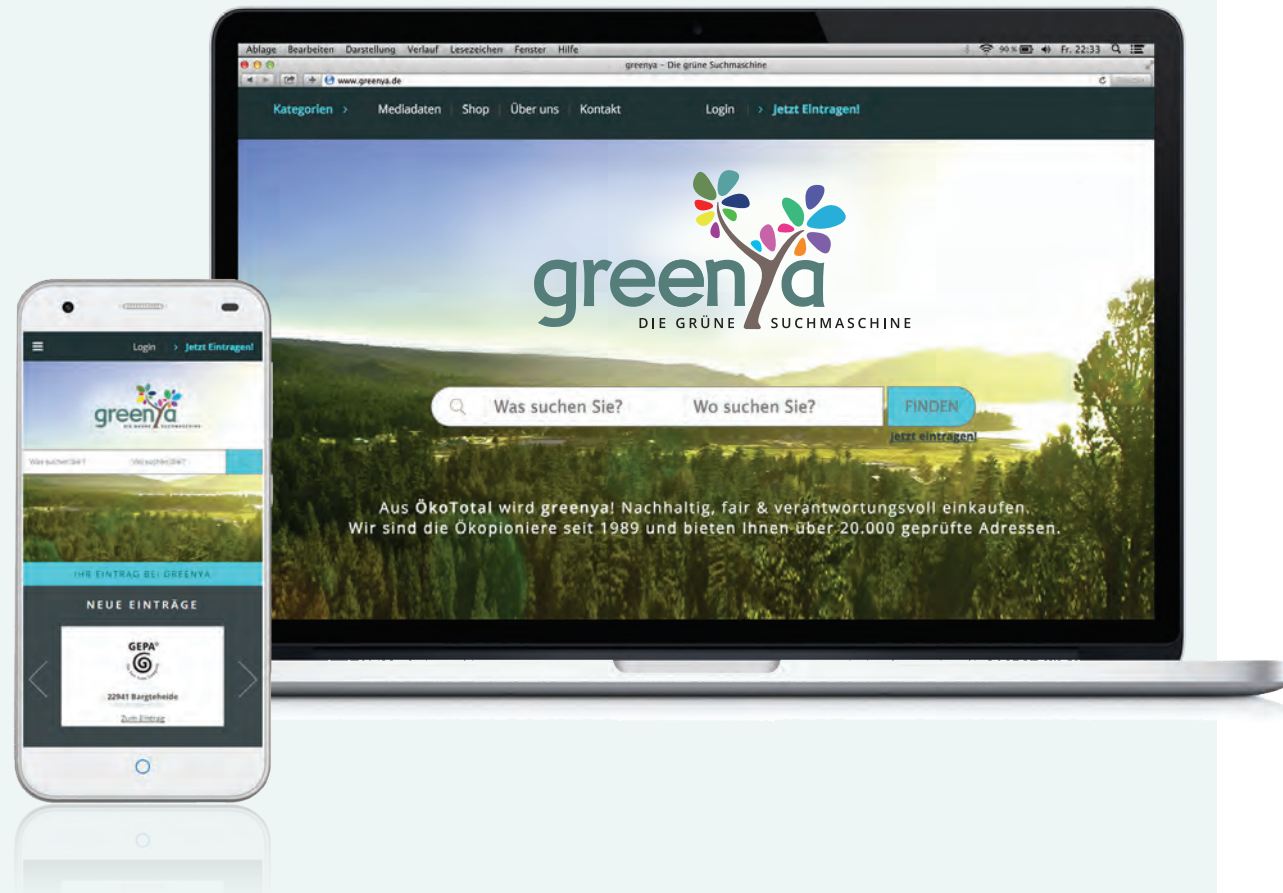 Ablage Bearbeiten Darstellung Verlauf Lesezeichen Fenster Hilfe
90 % Fr. 22:33
greenya – Die grüne Suchmaschine
www.greenya.de
Kategorien > Mediadaten Shop Über uns Kontakt Login > Jetzt Eintragen!
greenya
DIE GRÜNE SUCHMASCHINE
Was suchen Sie? Wo suchen Sie? FINDEN
Jetzt eintragen!
Aus ÖkoTotal wird greenya! Nachhaltig, fair & verantwortungsvoll einkaufen.
Wir sind die Ökopioniere seit 1989 und bieten Ihnen über 20.000 geprüfte Adressen.
Login > Jetzt Eintragen!
greenya
DIE GRÜNE SUCHMASCHINE
Was suchen Sie? Wo suchen Sie?
IHR EINTRAG BEI GREENYA
NEUE EINTRÄGE
GEPA®
22941 Bargteheide
Zum Eintrag